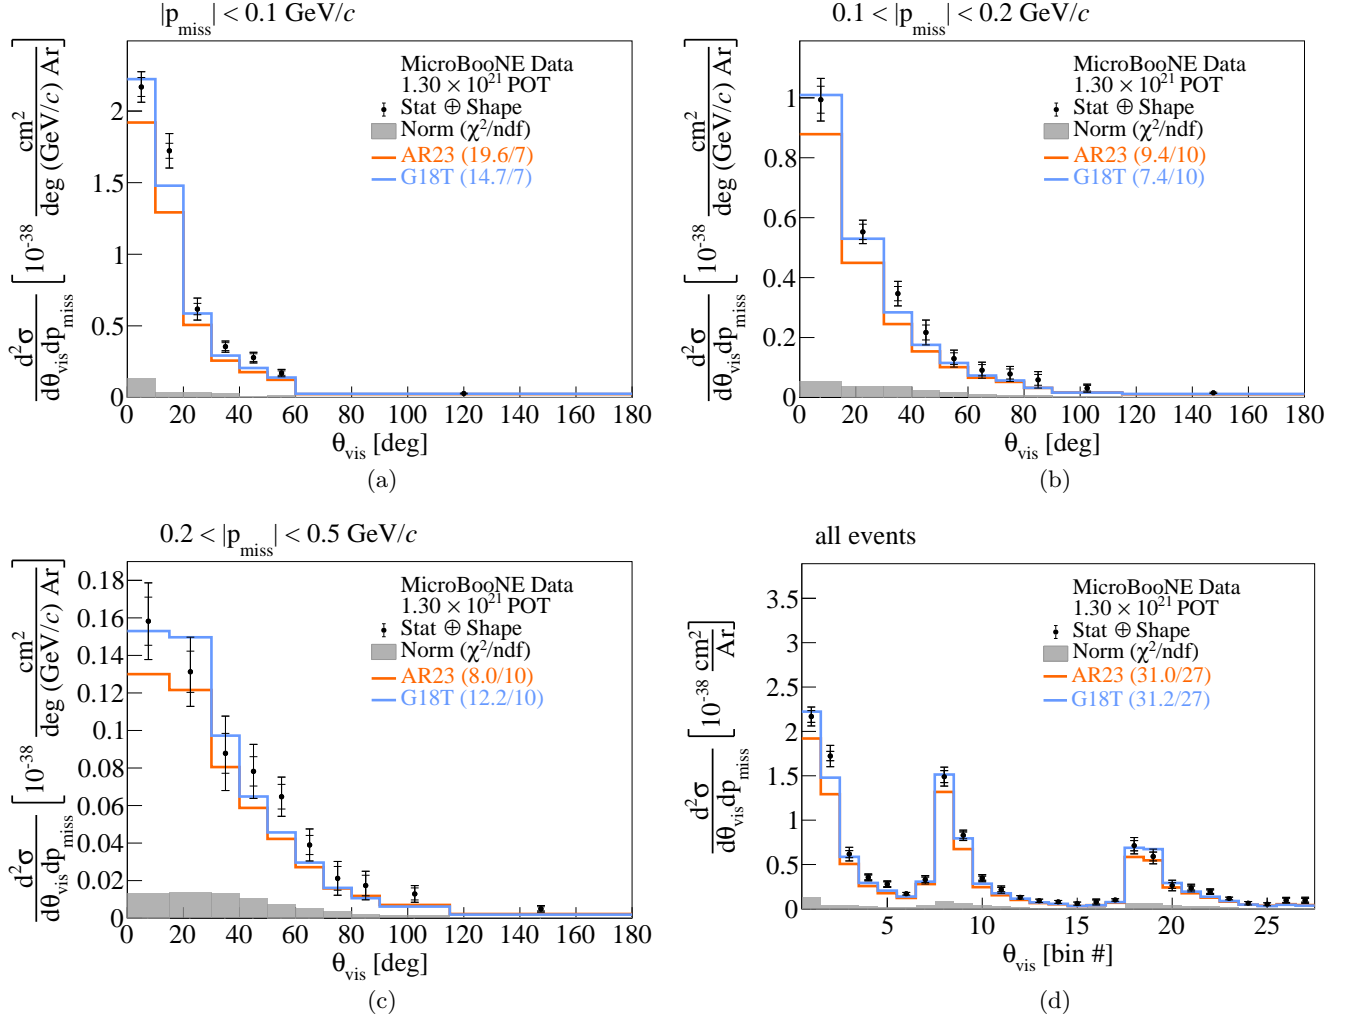 |p_miss| < 0.1 GeV/c
d²σ/dθ_vis dp_miss [10⁻³⁸ cm²/deg (GeV/c) Ar]
MicroBooNE Data
1.30 × 10²¹ POT
Stat ⊕ Shape
Norm (χ²/ndf)
AR23 (19.6/7)
G18T (14.7/7)
2
1.5
1
0.5
0
0 20 40 60 80 100 120 140 160 180
θ_vis [deg]
(a)
0.1 < |p_miss| < 0.2 GeV/c
d²σ/dθ_vis dp_miss [10⁻³⁸ cm²/deg (GeV/c) Ar]
MicroBooNE Data
1.30 × 10²¹ POT
Stat ⊕ Shape
Norm (χ²/ndf)
AR23 (9.4/10)
G18T (7.4/10)
1
0.8
0.6
0.4
0.2
0
0 20 40 60 80 100 120 140 160 180
θ_vis [deg]
(b)
0.2 < |p_miss| < 0.5 GeV/c
d²σ/dθ_vis dp_miss [10⁻³⁸ cm²/deg (GeV/c) Ar]
MicroBooNE Data
1.30 × 10²¹ POT
Stat ⊕ Shape
Norm (χ²/ndf)
AR23 (8.0/10)
G18T (12.2/10)
0.18
0.16
0.14
0.12
0.1
0.08
0.06
0.04
0.02
0
0 20 40 60 80 100 120 140 160 180
θ_vis [deg]
(c)
all events
d²σ/dθ_vis dp_miss [10⁻³⁸ cm²/Ar]
MicroBooNE Data
1.30 × 10²¹ POT
Stat ⊕ Shape
Norm (χ²/ndf)
AR23 (31.0/27)
G18T (31.2/27)
3.5
3
2.5
2
1.5
1
0.5
0
5 10 15 20 25
θ_vis [bin #]
(d)